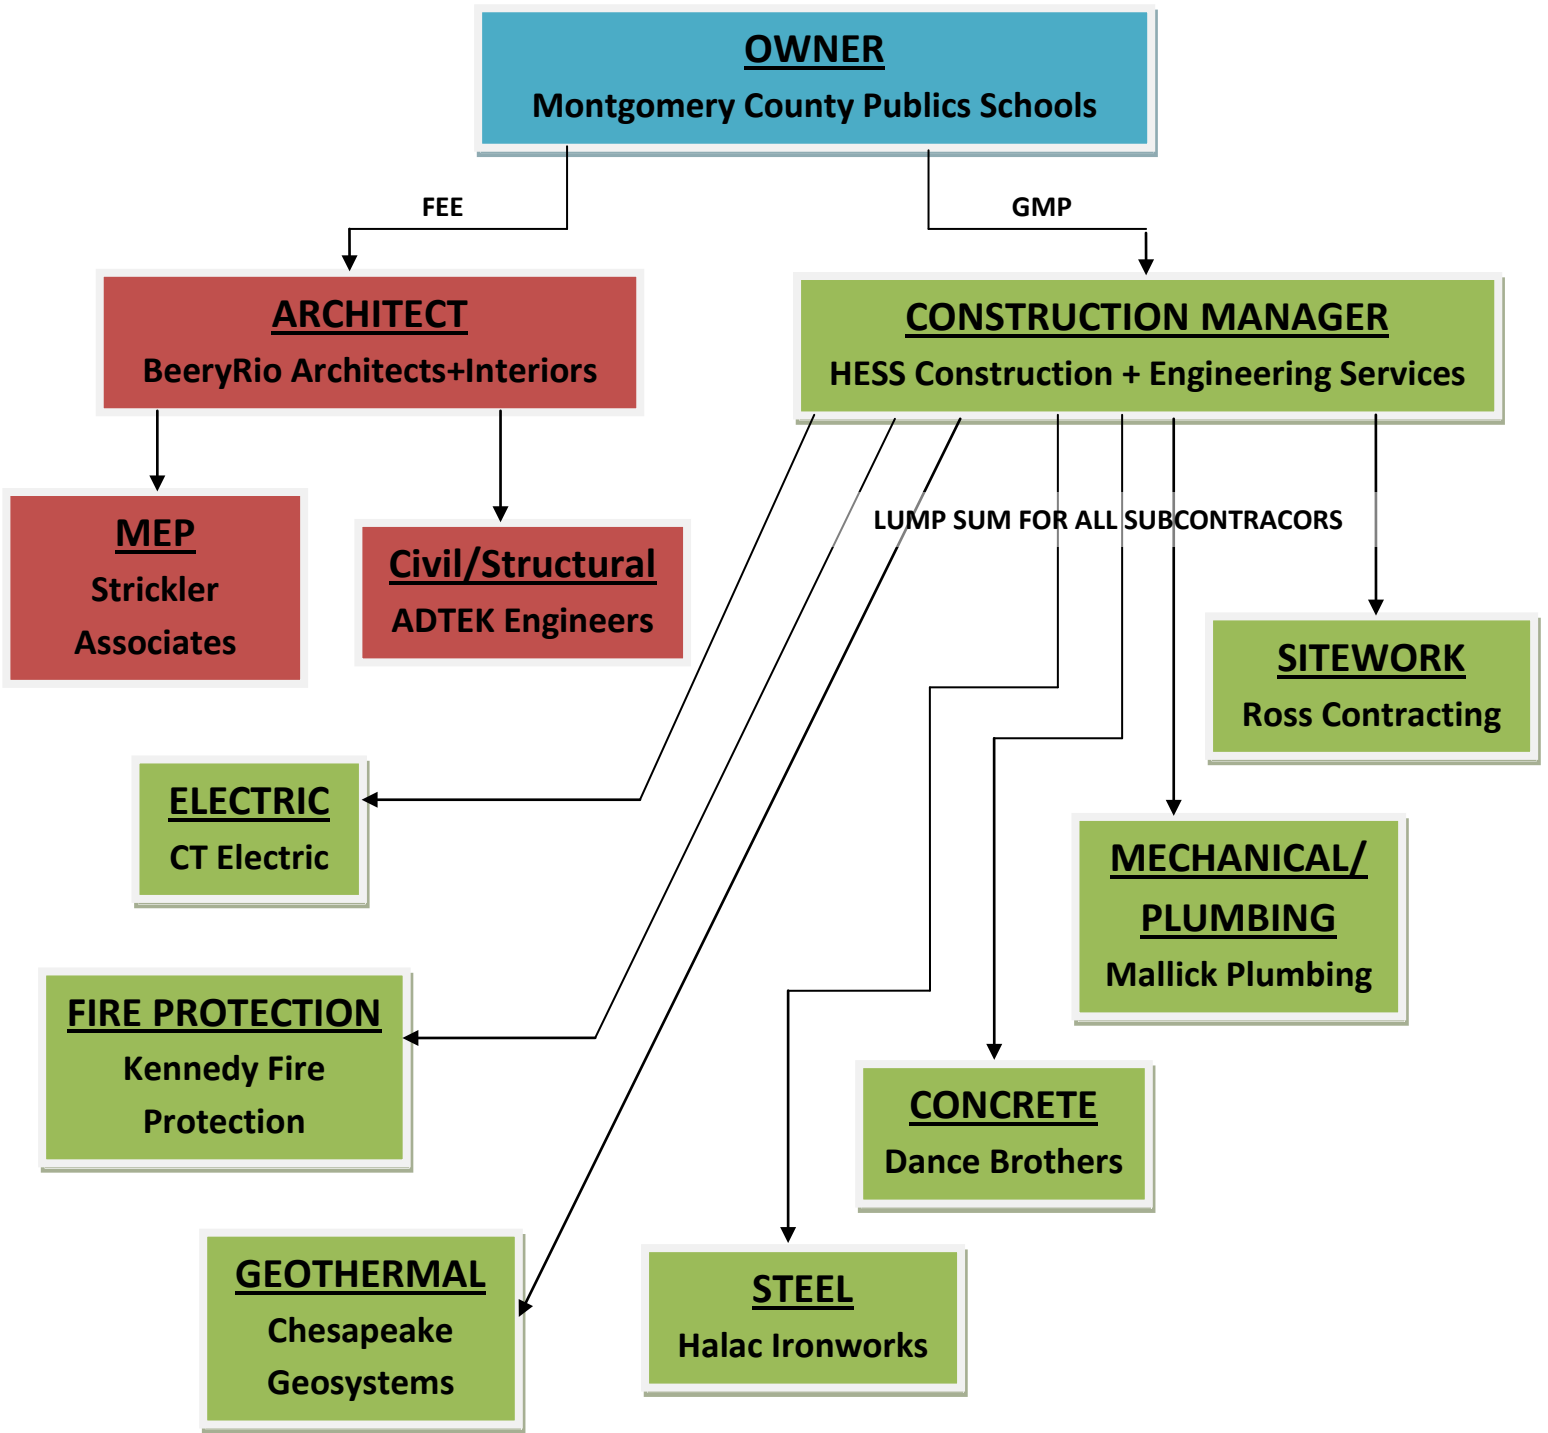 OWNER
Montgomery County Publics Schools
FEE
GMP
ARCHITECT
BeeryRio Architects+Interiors
CONSTRUCTION MANAGER
HESS Construction + Engineering Services
LUMP SUM FOR ALL SUBCONTRACORS
MEP
Strickler
Associates
Civil/Structural
ADTEK Engineers
SITEWORK
Ross Contracting
ELECTRIC
CT Electric
MECHANICAL/
PLUMBING
Mallick Plumbing
FIRE PROTECTION
Kennedy Fire
Protection
CONCRETE
Dance Brothers
GEOTHERMAL
Chesapeake
Geosystems
STEEL
Halac Ironworks